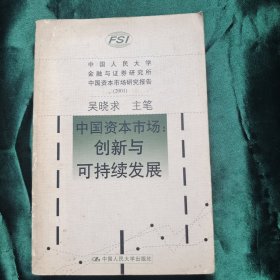 FSI
中国人民大学
金融与证券研究所
中国资本市场研究报告
(2001)
吴晓求 主笔
中国资本市场:
创新与
可持续发展
中国人民大学出版社